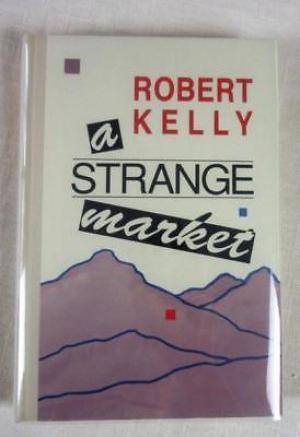 ROBERT
KELLY
a
STRANGE
market